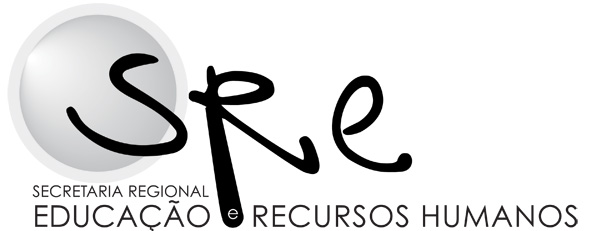 SRe
SECRETARIA REGIONAL
EDUCAÇÃO e RECURSOS HUMANOS